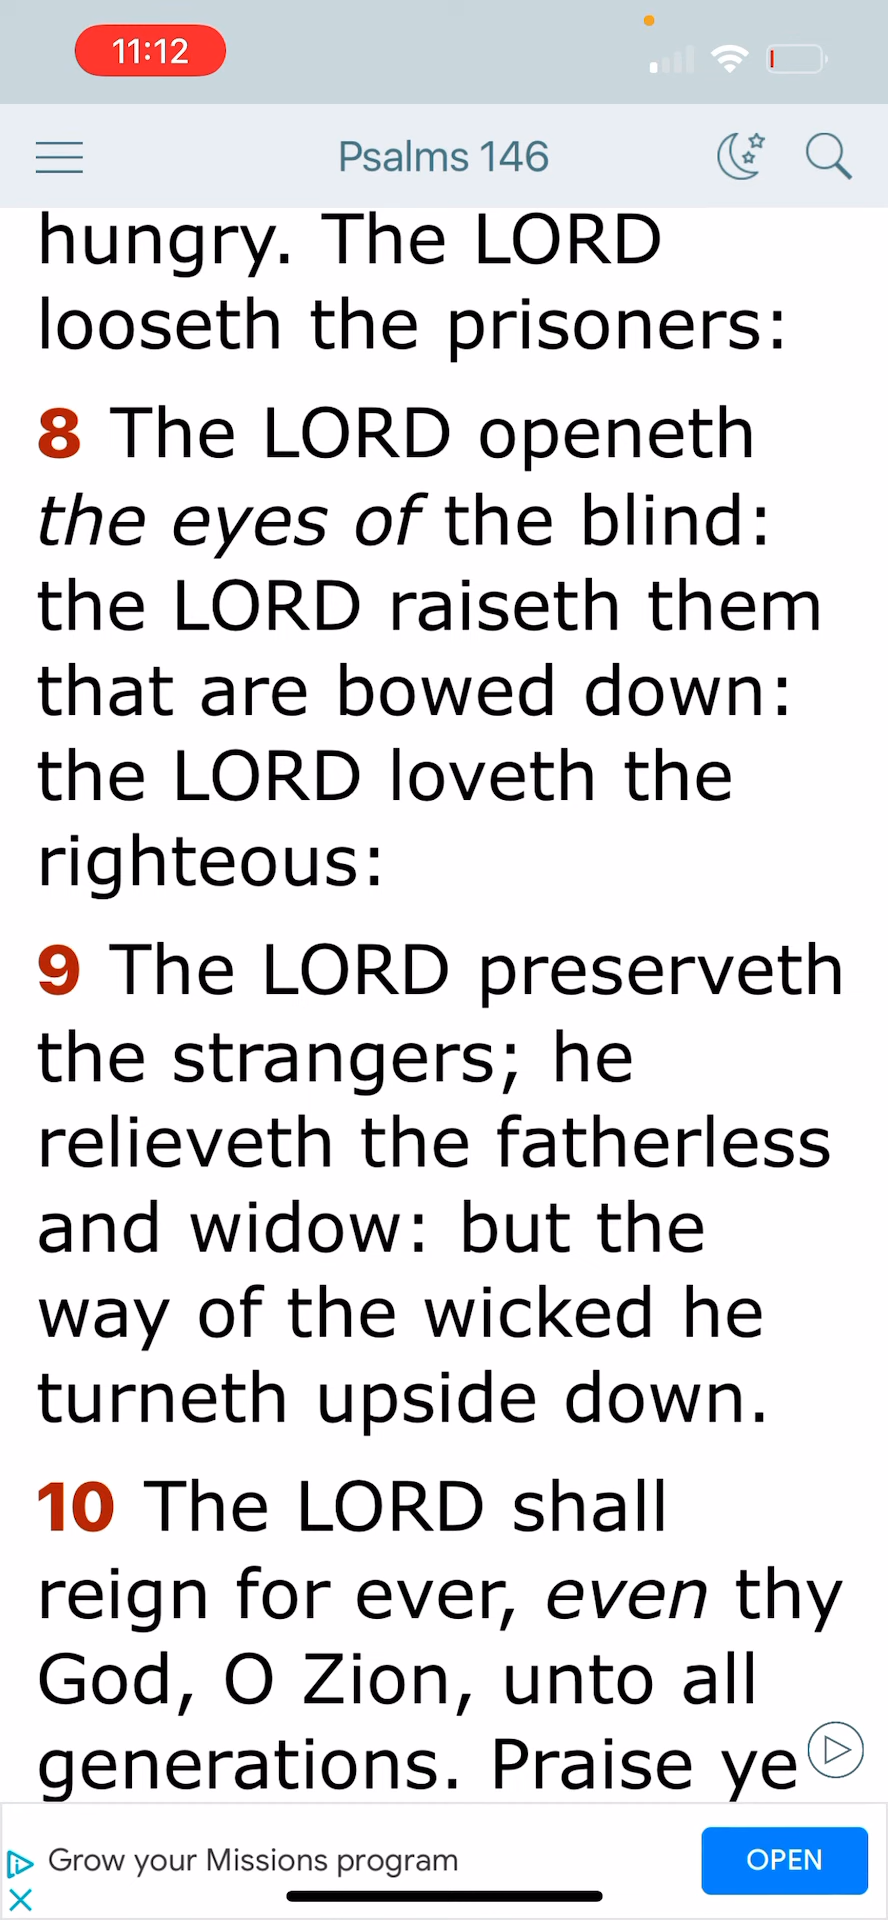 11:12
Psalms 146
hungry. The LORD
looseth the prisoners:
8 The LORD openeth
the eyes of the blind:
the LORD raiseth them
that are bowed down:
the LORD loveth the
righteous:
9 The LORD preserveth
the strangers; he
relieveth the fatherless
and widow: but the
way of the wicked he
turneth upside down.
10 The LORD shall
reign for ever, even thy
God, O Zion, unto all
generations. Praise ye
Grow your Missions program
OPEN